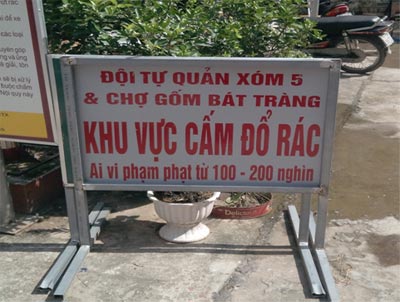 ĐỘI TỰ QUẢN XÓM 5
& CHỢ GỐM BÁT TRÀNG
KHU VỰC CẤM ĐỔ RÁC
Ai vi phạm phạt từ 100 - 200 nghìn